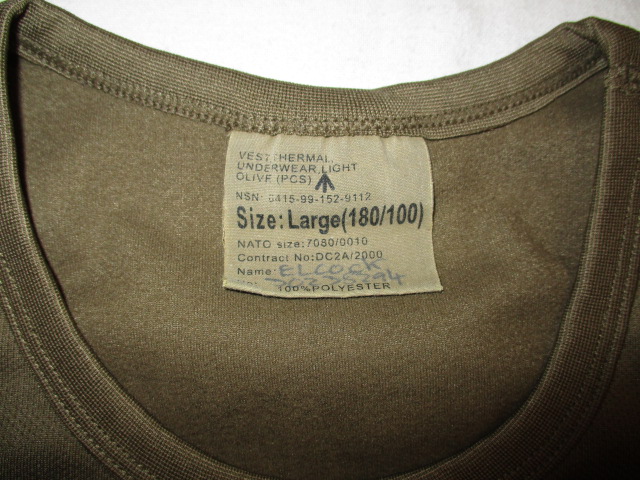 VEST THERMAL,
UNDERWEAR, LIGHT
OLIVE (PCS)
NSN: 8415-99-152-9112
Size: Large(180/100)
NATO size: 7080/0010
Contract No: DC2A/2000
Name: ELCOCK
100% POLYESTER